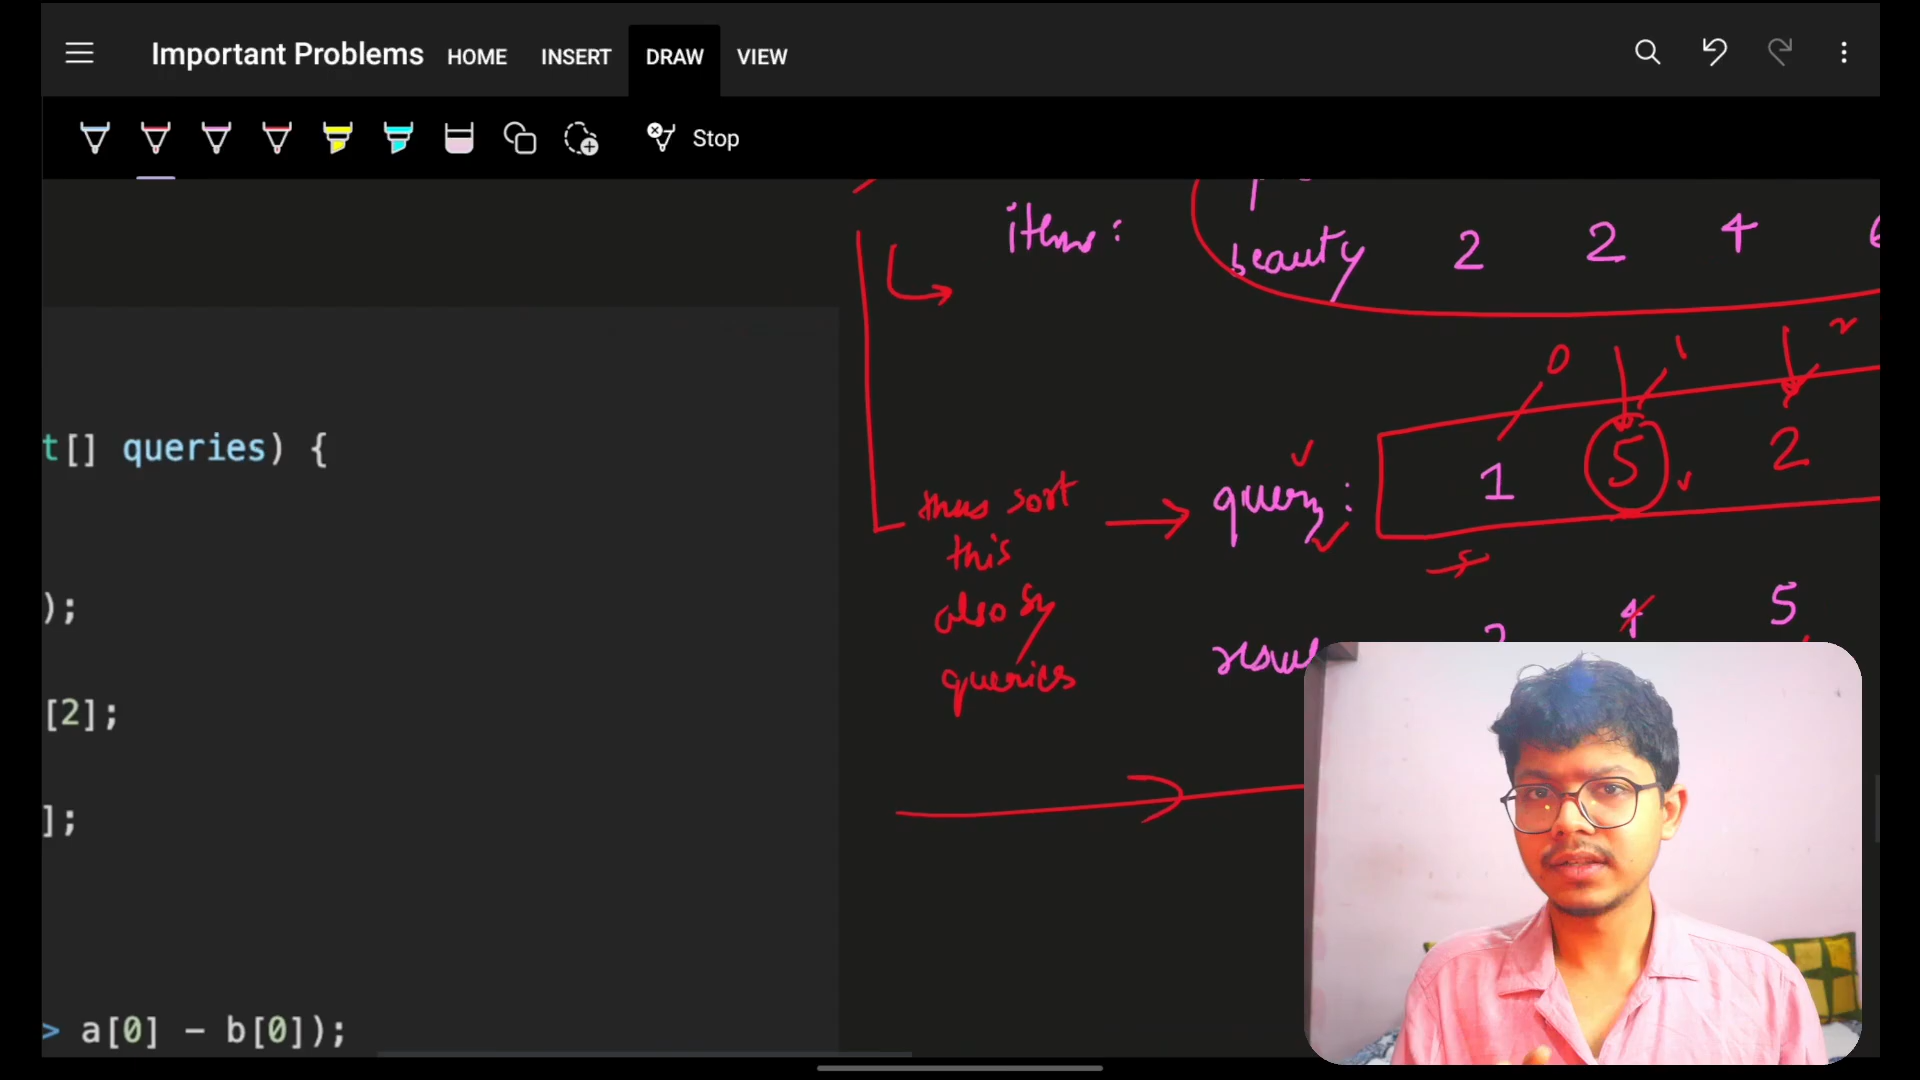 Important Problems HOME INSERT DRAW VIEW
Stop
items:
beauty 2 2 4
0 1 2
t[] queries) {
query: 1 5 2
thus sort
this
also by
queries
);
4 5
[2];
];
> a[0] - b[0]);